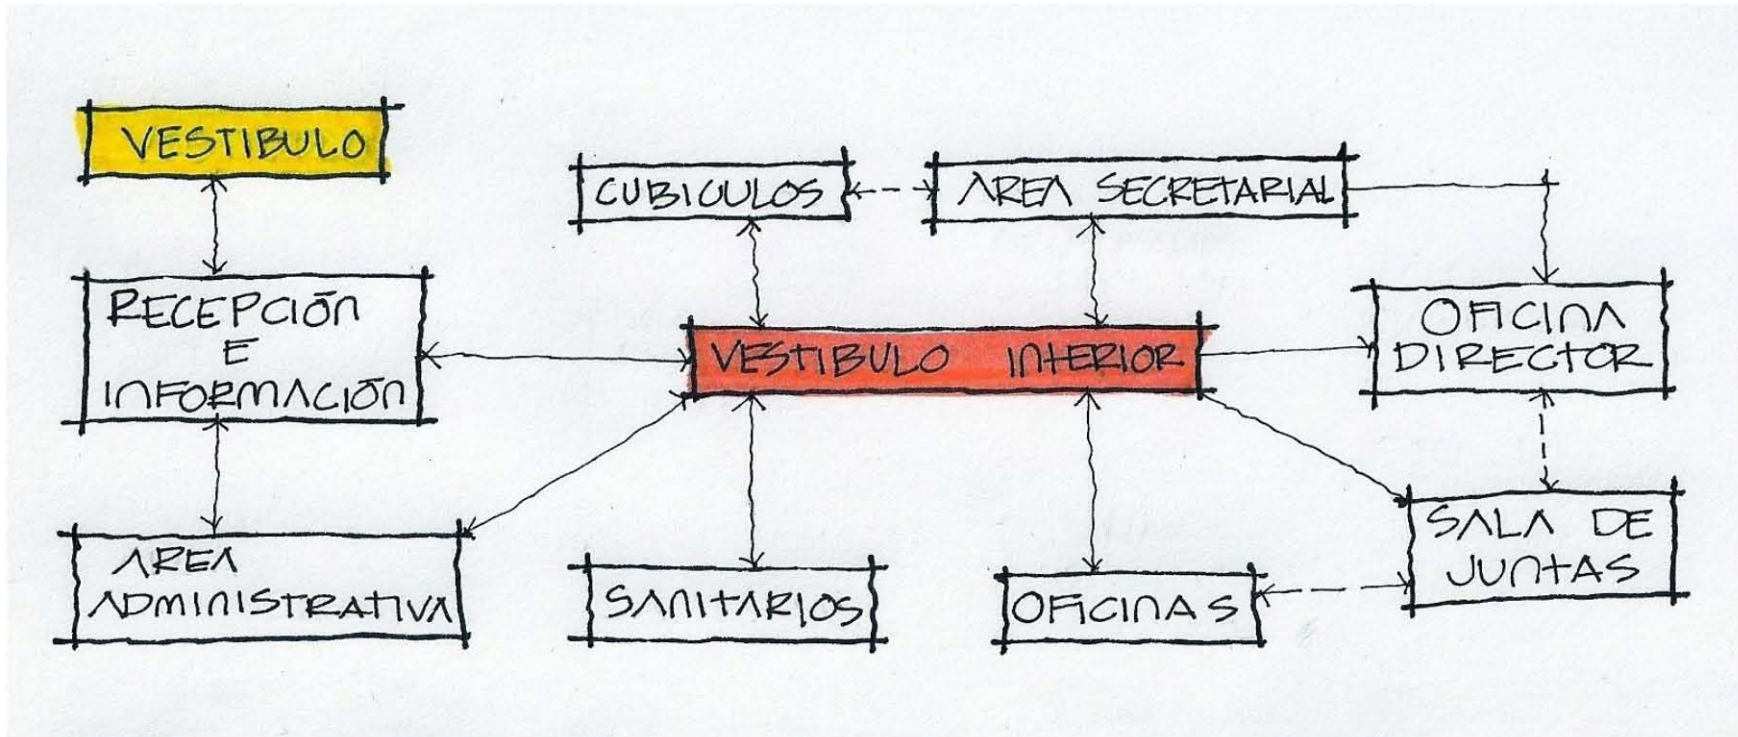 VESTIBULO
CUBICULOS
AREA SECRETARIAL
RECEPCIÓN
E
INFORMACIÓN
VESTIBULO INTERIOR
OFICINA
DIRECTOR
AREA
ADMINISTRATIVA
SANITARIOS
OFICINAS
SALA DE
JUNTAS